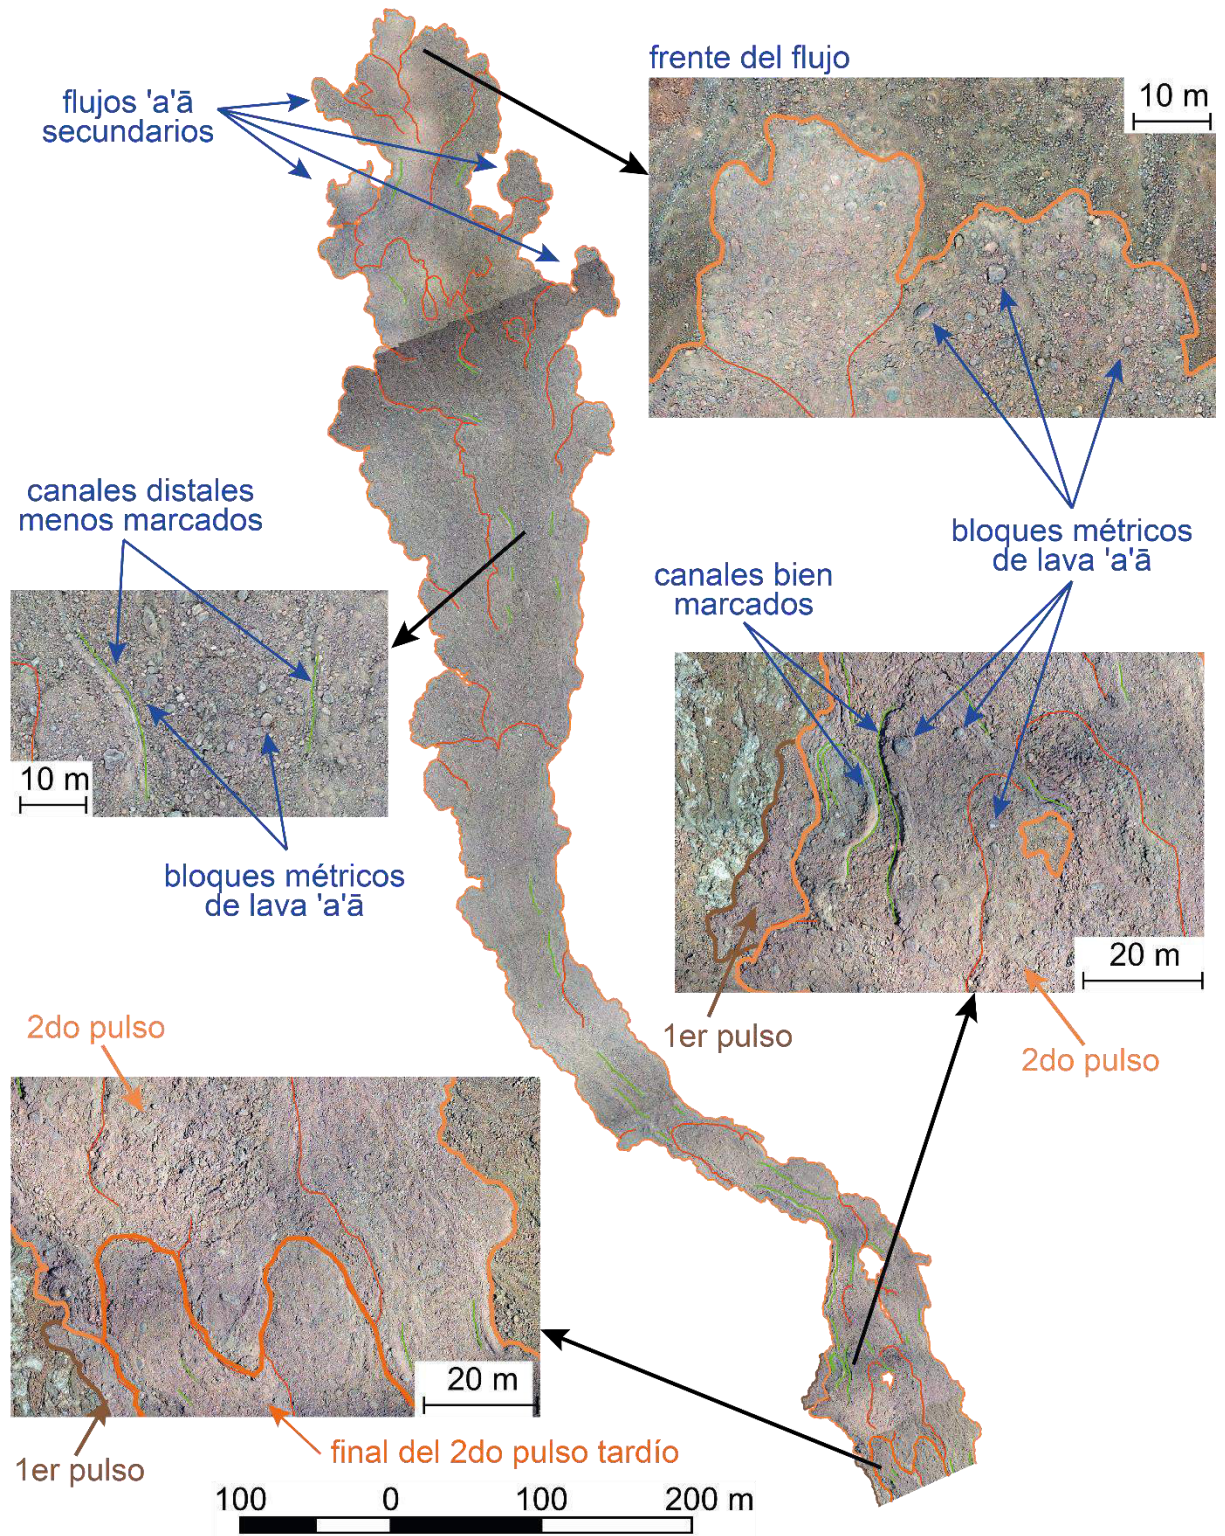 frente del flujo
10 m
flujos 'a'ā
secundarios
canales distales
menos marcados
10 m
bloques métricos
de lava 'a'ā
bloques métricos
de lava 'a'ā
canales bien
marcados
20 m
1er pulso
2do pulso
2do pulso
20 m
1er pulso
final del 2do pulso tardío
100 0 100 200 m